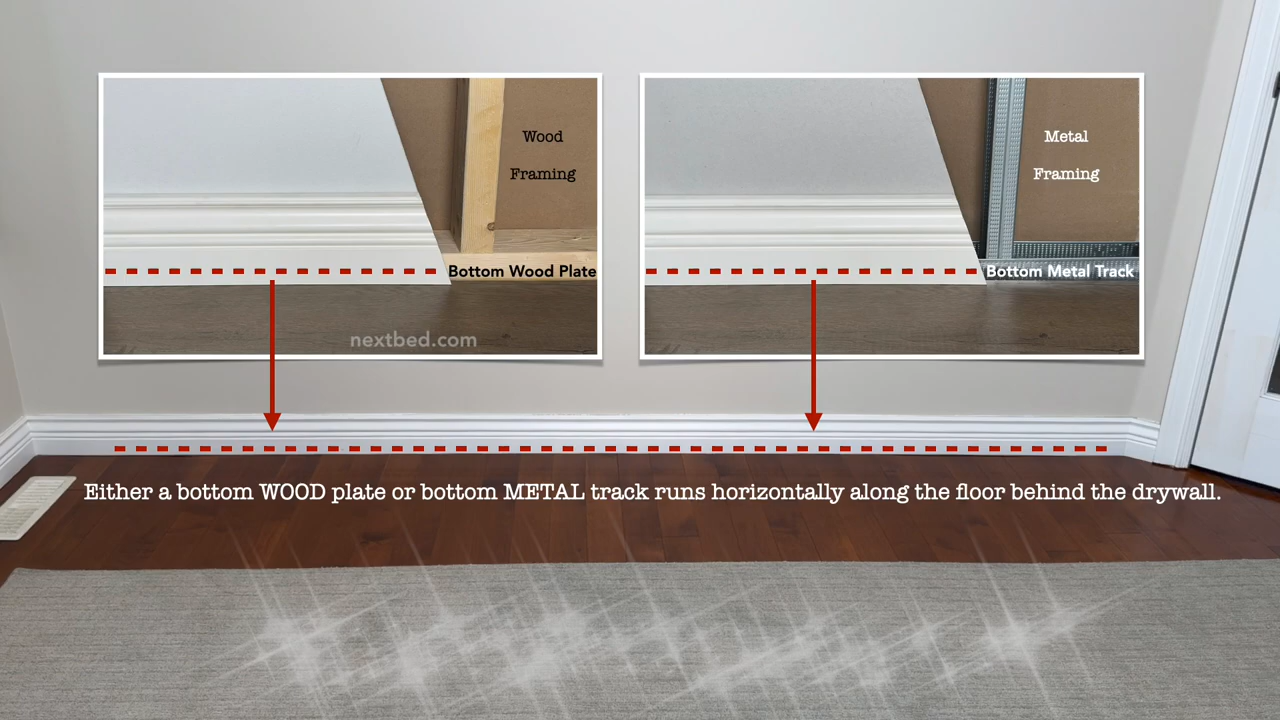 Wood
Framing
Bottom Wood Plate
nextbed.com
Metal
Framing
Bottom Metal Track
Either a bottom WOOD plate or bottom METAL track runs horizontally along the floor behind the drywall.